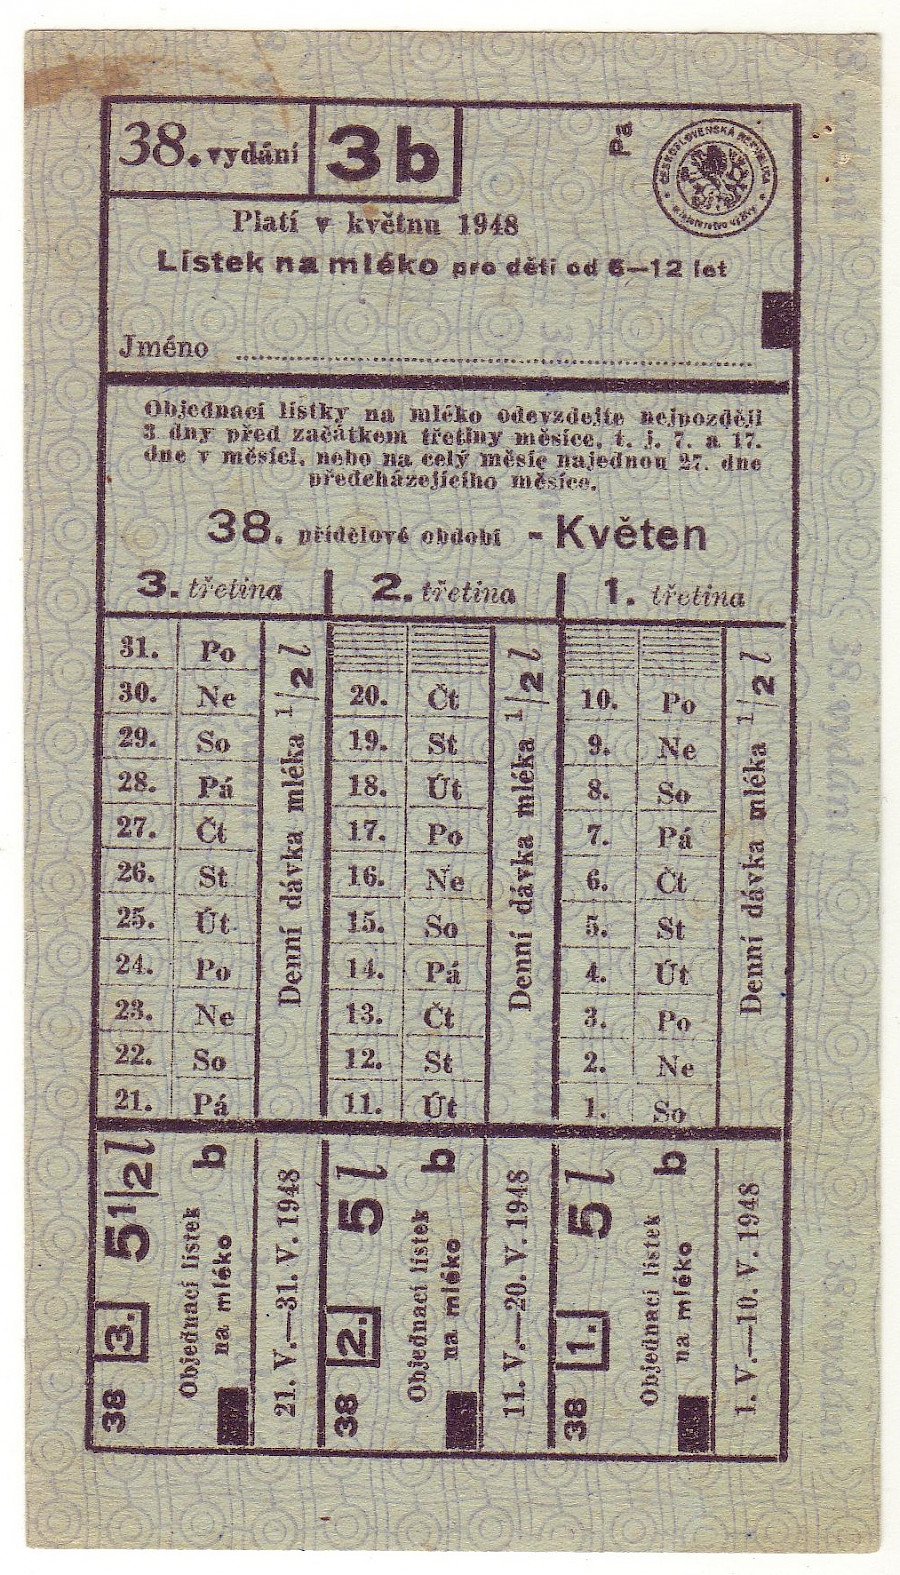 38. vydání
3b
Pa
ČESKOSLOVENSKÁ REPUBLIKA
Platí v květnu 1948
Lístek na mléko pro děti od 6—12 let
Jméno
Objednací lístky na mléko odevzdejte nejpozději
3 dny před začátkem třetiny měsíce, t. j. 7. a 17.
dne v měsíci, nebo na celý měsíc najednou 27. dne
předcházejícího měsíce.
38. přídělové období - Květen
3. třetina 2. třetina 1. třetina
31. Po
30. Ne 20. Čt 10. Po
29. So 19. St 9. Ne
28. Pá 18. Út 8. So
27. Čt 17. Po 7. Pá
26. St 16. Ne 6. Čt
25. Út 15. So 5. St
24. Po 14. Pá 4. Út
23. Ne 13. Čt 3. Po
22. So 12. St 2. Ne
21. Pá 11. Út 1. So
Denní dávka mléka 1/2 l
Denní dávka mléka 1/2 l
Denní dávka mléka 1/2 l
38 3. 5 1/2 l
Objednací lístek b
na mléko
21. V.—31. V. 1948
38 2. 5 l
Objednací lístek b
na mléko
11. V.—20. V. 1948
38 1. 5 l
Objednací lístek b
na mléko
1. V.—10. V. 1948